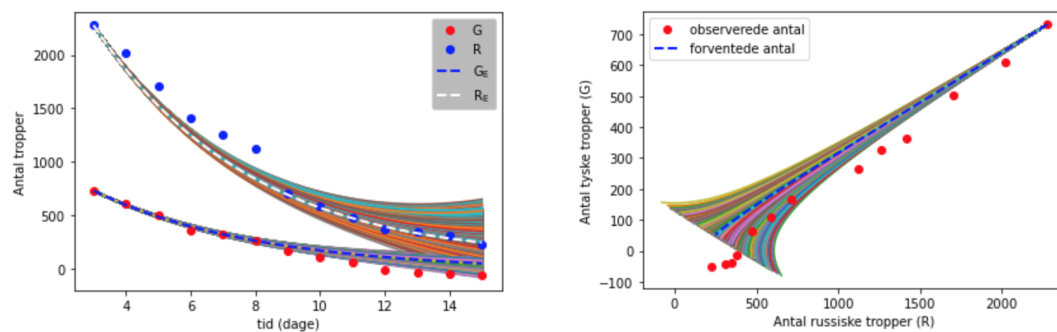 2000
1500
1000
500
0
Antal tropper
4
6
8
10
12
14
tid (dage)
G
R
G_E
R_E
700
600
500
400
300
200
100
0
−100
Antal tyske tropper (G)
0
500
1000
1500
2000
Antal russiske tropper (R)
observerede antal
forventede antal